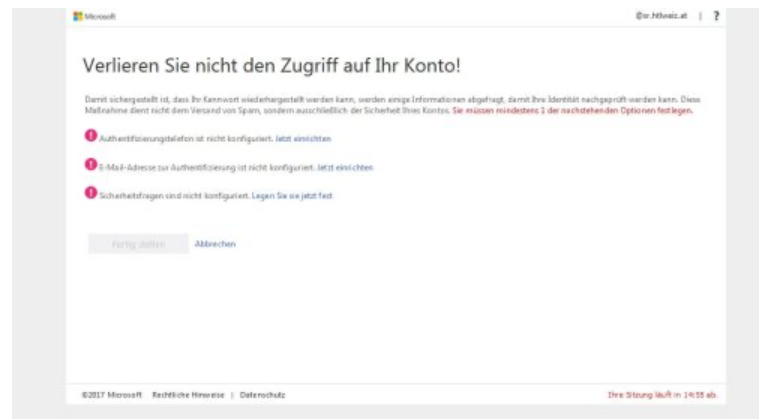 Microsoft
@sr.htlweiz.at | ?
Verlieren Sie nicht den Zugriff auf Ihr Konto!
Damit sichergestellt ist, dass Ihr Kennwort wiederhergestellt werden kann, werden einige Informationen abgefragt, damit Ihre Identität nachgeprüft werden kann. Diese
Maßnahme dient nicht dem Versand von Spam, sondern ausschließlich der Sicherheit Ihres Kontos. Sie müssen mindestens 1 der nachstehenden Optionen festlegen.
Authentifizierungstelefon ist nicht konfiguriert. Jetzt einrichten
E-Mail-Adresse zur Authentifizierung ist nicht konfiguriert. Jetzt einrichten
Sicherheitsfragen sind nicht konfiguriert. Legen Sie sie jetzt fest
Fertig stellen Abbrechen
©2017 Microsoft Rechtliche Hinweise | Datenschutz
Ihre Sitzung läuft in 14:55 ab.